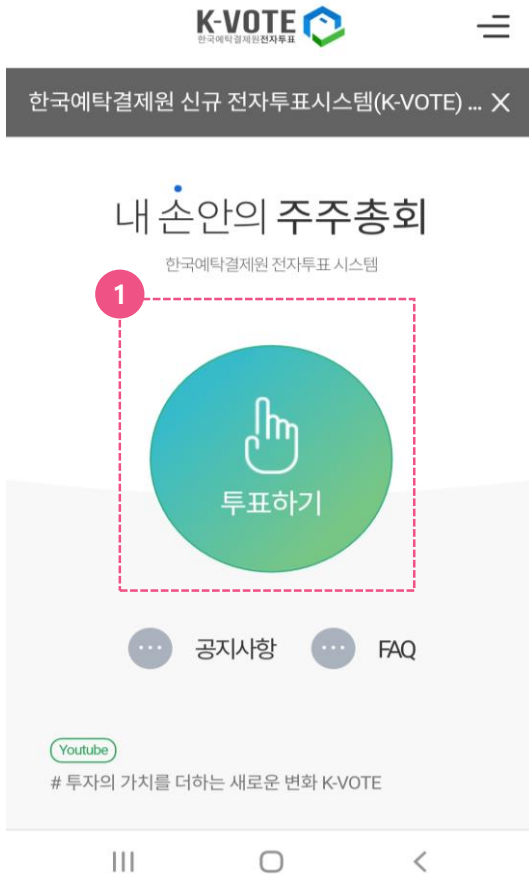 K-VOTE
한국예탁결제원전자투표
한국예탁결제원 신규 전자투표시스템(K-VOTE) ... X
내 손안의 주주총회
한국예탁결제원 전자투표 시스템
1
투표하기
공지사항 FAQ
Youtube
# 투자의 가치를 더하는 새로운 변화 K-VOTE